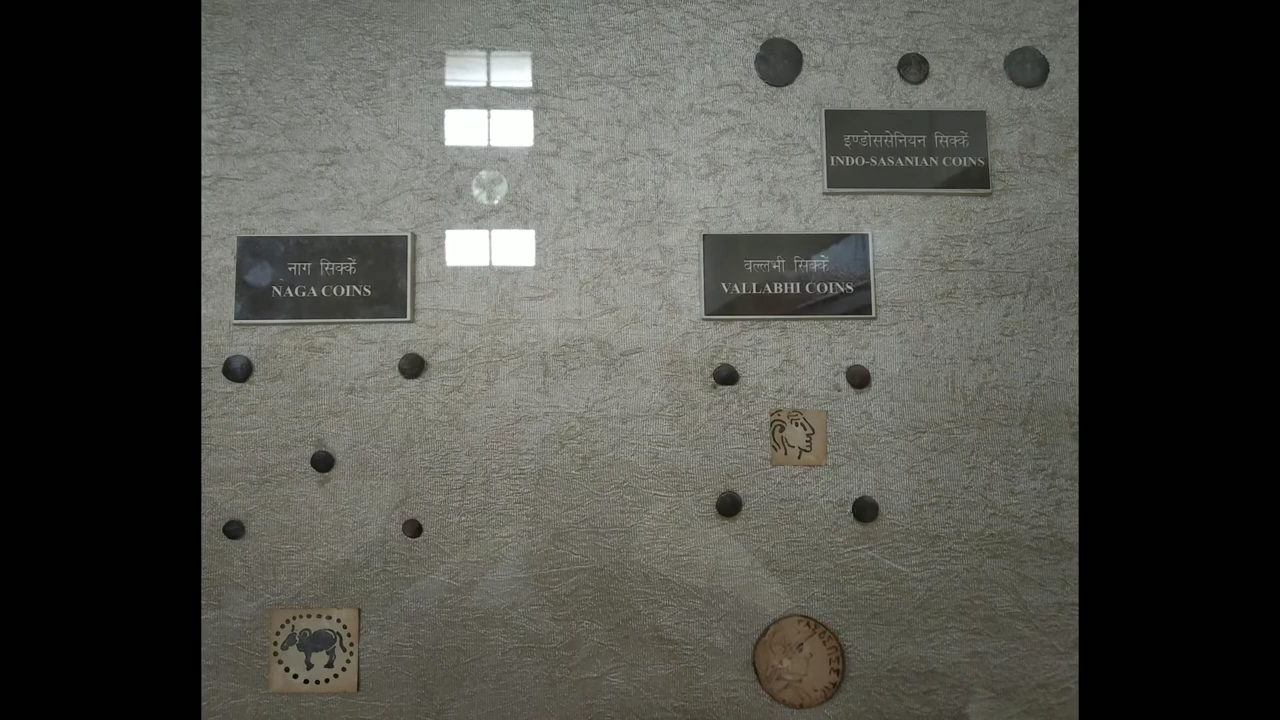 इण्डोससेनियन सिक्कें
INDO-SASANIAN COINS
नाग सिक्कें
NAGA COINS
वल्लभी सिक्कें
VALLABHI COINS